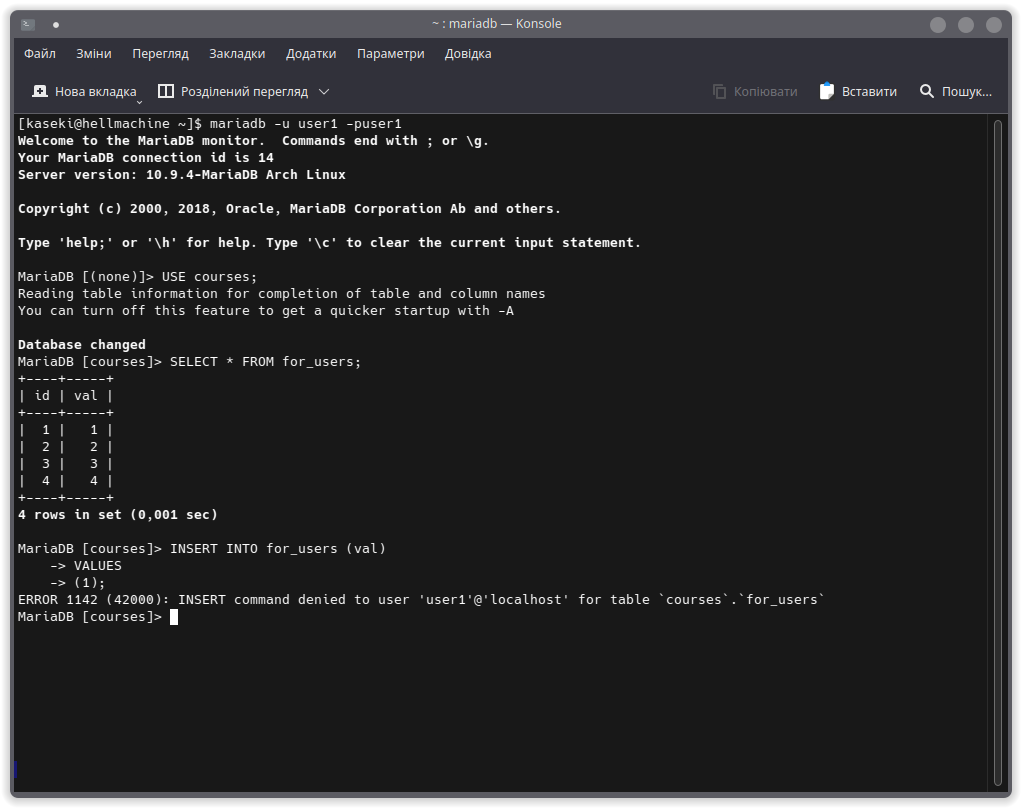 ~ : mariadb — Konsole
Файл Зміни Перегляд Закладки Додатки Параметри Довідка
Нова вкладка Розділений перегляд Копіювати Вставити Пошук...
[kaseki@hellmachine ~]$ mariadb -u user1 -puser1
Welcome to the MariaDB monitor.  Commands end with ; or \g.
Your MariaDB connection id is 14
Server version: 10.9.4-MariaDB Arch Linux

Copyright (c) 2000, 2018, Oracle, MariaDB Corporation Ab and others.

Type 'help;' or '\h' for help. Type '\c' to clear the current input statement.

MariaDB [(none)]> USE courses;
Reading table information for completion of table and column names
You can turn off this feature to get a quicker startup with -A

Database changed
MariaDB [courses]> SELECT * FROM for_users;
+----+-----+
| id | val |
+----+-----+
|  1 |   1 |
|  2 |   2 |
|  3 |   3 |
|  4 |   4 |
+----+-----+
4 rows in set (0,001 sec)

MariaDB [courses]> INSERT INTO for_users (val)
    -> VALUES
    -> (1);
ERROR 1142 (42000): INSERT command denied to user 'user1'@'localhost' for table `courses`.`for_users`
MariaDB [courses]>